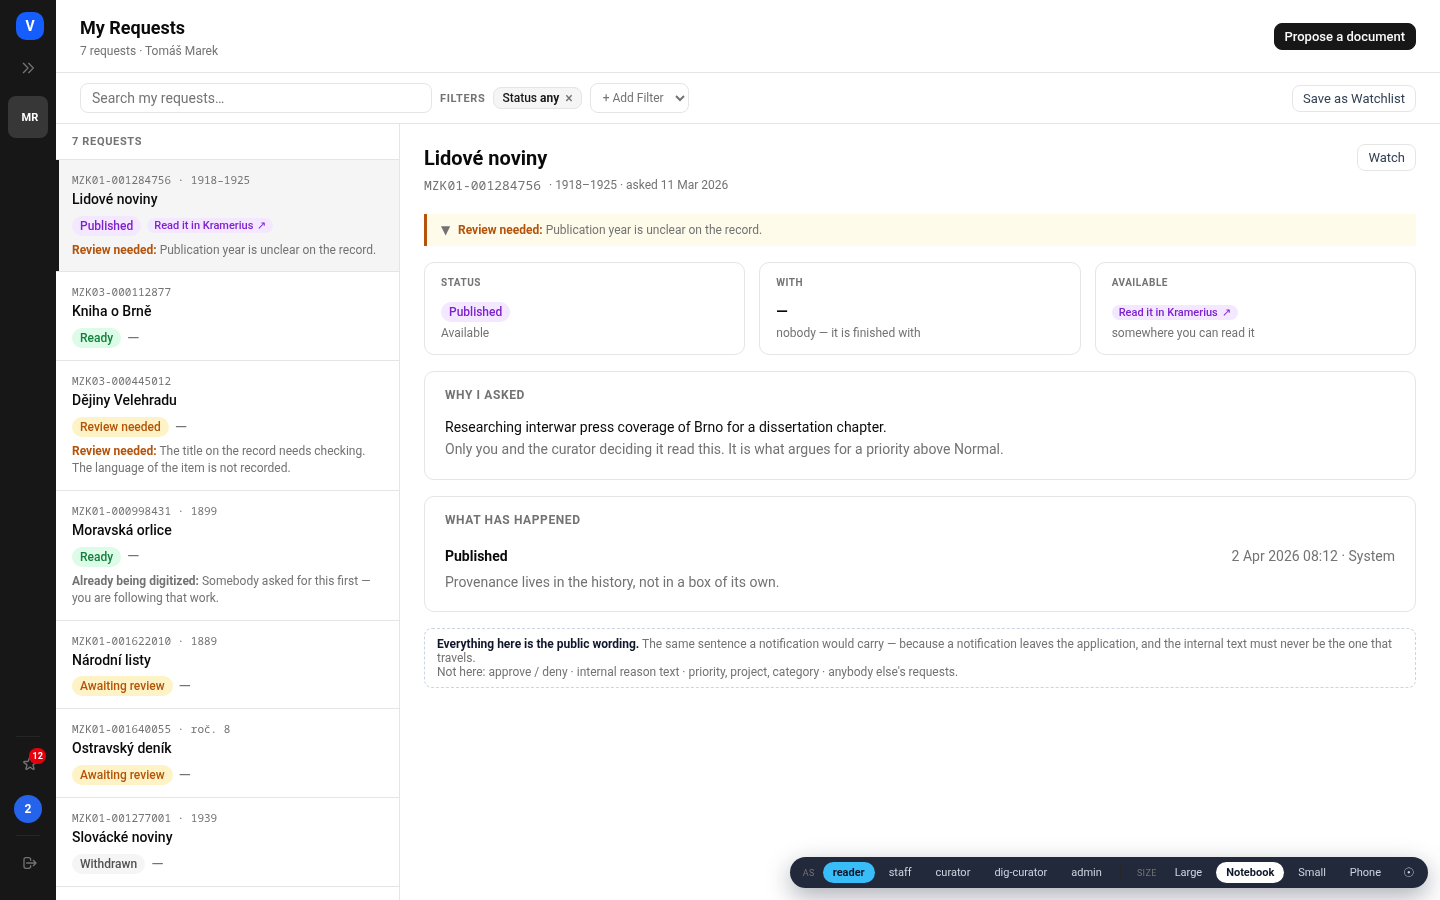 V
My Requests
7 requests · Tomáš Marek
Propose a document
MR
Search my requests…
FILTERS
Status any ×
+ Add Filter
Save as Watchlist
7 REQUESTS
MZK01-001284756 · 1918–1925
Lidové noviny
Published
Read it in Kramerius ↗
Review needed: Publication year is unclear on the record.
MZK03-000112877
Kniha o Brně
Ready —
MZK03-000445012
Dějiny Velehradu
Review needed —
Review needed: The title on the record needs checking.
The language of the item is not recorded.
MZK01-000998431 · 1899
Moravská orlice
Ready —
Already being digitized: Somebody asked for this first —
you are following that work.
MZK01-001622010 · 1889
Národní listy
Awaiting review —
MZK01-001640055 · roč. 8
Ostravský deník
Awaiting review —
MZK01-001277001 · 1939
Slovácké noviny
Withdrawn —
12
2
Lidové noviny
Watch
MZK01-001284756 · 1918–1925 · asked 11 Mar 2026
▼ Review needed: Publication year is unclear on the record.
STATUS
Published
Available
WITH
—
nobody — it is finished with
AVAILABLE
Read it in Kramerius ↗
somewhere you can read it
WHY I ASKED
Researching interwar press coverage of Brno for a dissertation chapter.
Only you and the curator deciding it read this. It is what argues for a priority above Normal.
WHAT HAS HAPPENED
Published
2 Apr 2026 08:12 · System
Provenance lives in the history, not in a box of its own.
Everything here is the public wording. The same sentence a notification would carry — because a notification leaves the application, and the internal text must never be the one that
travels.
Not here: approve / deny · internal reason text · priority, project, category · anybody else's requests.
AS reader staff curator dig-curator admin SIZE Large Notebook Small Phone